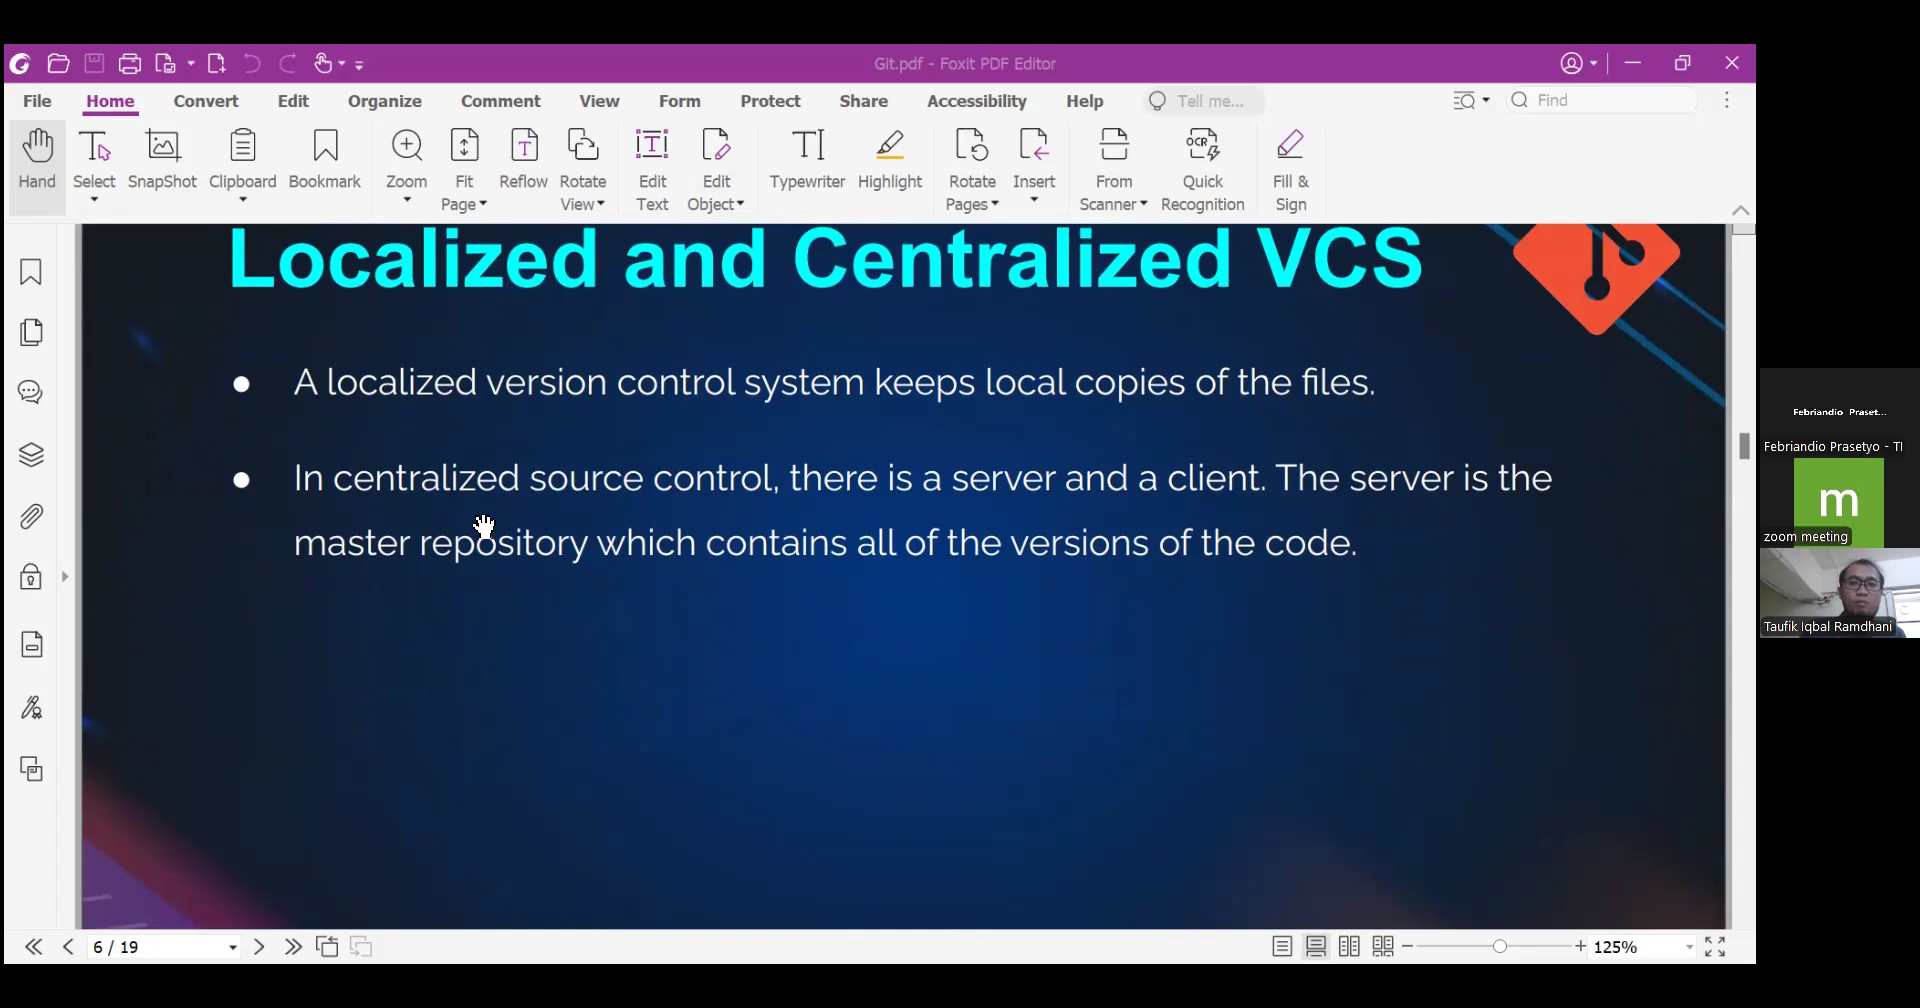 Git.pdf - Foxit PDF Editor
File Home Convert Edit Organize Comment View Form Protect Share Accessibility Help Tell me... Find
Hand Select SnapShot Clipboard Bookmark Zoom Fit Page Reflow Rotate View Edit Text Edit Object Typewriter Highlight Rotate Pages Insert From Scanner Quick Recognition Fill & Sign
OCR
Localized and Centralized VCS
● A localized version control system keeps local copies of the files.
● In centralized source control, there is a server and a client. The server is the
master repository which contains all of the versions of the code.
Febriandio Praset...
Febriandio Prasetyo - TI
m
zoom meeting
Taufik Iqbal Ramdhani
6 / 19
125%